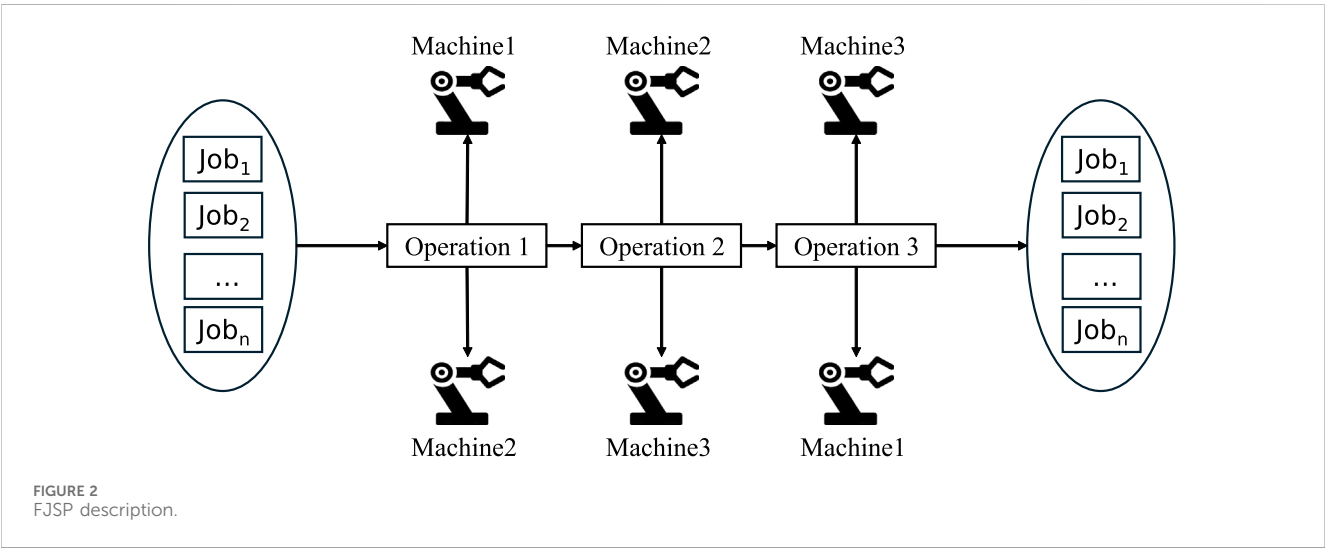 Machine1 Machine2 Machine3
Job1 Job1
Job2 Job2
Operation 1 Operation 2 Operation 3
... ...
Jobn Jobn
Machine2 Machine3 Machine1
FIGURE 2
FJSP description.